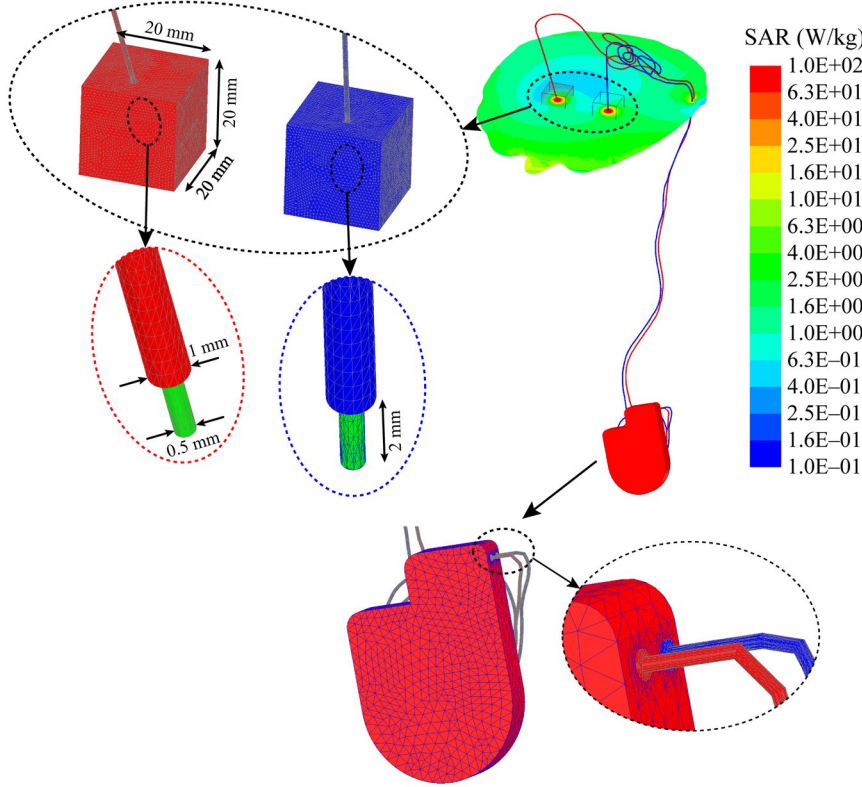 20 mm
20 mm
20 mm
1 mm
0.5 mm
2 mm
SAR (W/kg)
1.0E+02
6.3E+01
4.0E+01
2.5E+01
1.6E+01
1.0E+01
6.3E+00
4.0E+00
2.5E+00
1.6E+00
1.0E+00
6.3E–01
4.0E–01
2.5E–01
1.6E–01
1.0E–01